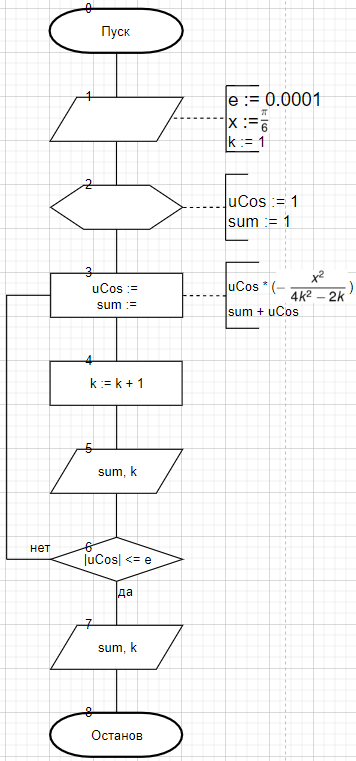 0
Пуск
1
e := 0.0001
x := π/6
k := 1
2
uCos := 1
sum := 1
3
uCos :=
sum :=
uCos * (− x²/(4k² − 2k) )
sum + uCos
4
k := k + 1
5
sum, k
нет
6
|uCos| <= e
да
7
sum, k
8
Останов